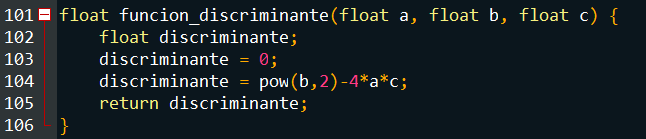 101 float funcion_discriminante(float a, float b, float c) {
102 float discriminante;
103 discriminante = 0;
104 discriminante = pow(b,2)-4*a*c;
105 return discriminante;
106 }